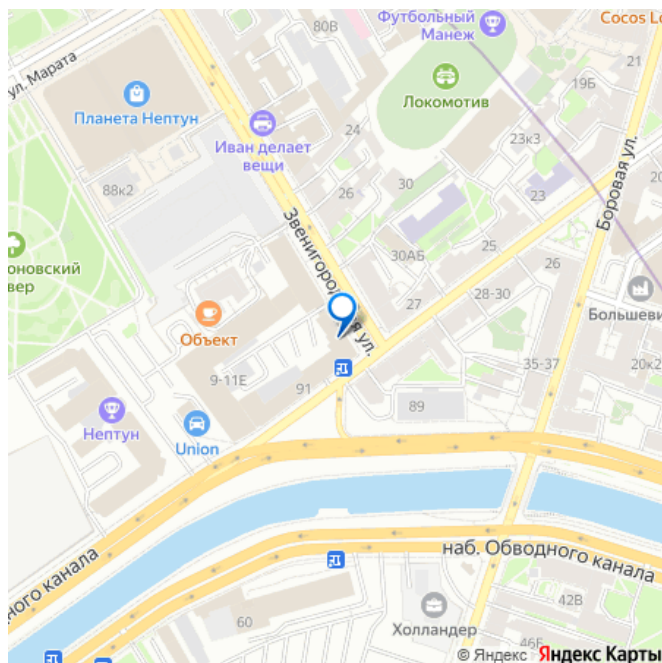 Футбольный
Манеж
Cocos Lo
80В
21
ул. Марата
Локомотив
19Б
Планета Нептун
Иван делает
вещи
24
23к3
Боровая ул.
88к2
26
30
23
Звенигородская ул.
оновский
вер
30АБ
25
26
Объект
27
28-30
Большеви
35-37
20к2
9-11Е
91
89
Нептун
Union
дного канала
наб. Обводного канала
60
Холландер
42В
46Б
© Яндекс Яндекс Карты